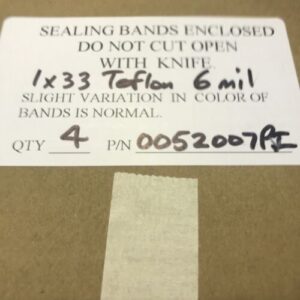 SEALING BANDS ENCLOSED
DO NOT CUT OPEN
WITH KNIFE.
1x33 Teflon 6 mil
SLIGHT VARIATION IN COLOR OF
BANDS IS NORMAL.
QTY 4 P/N 0052007PI